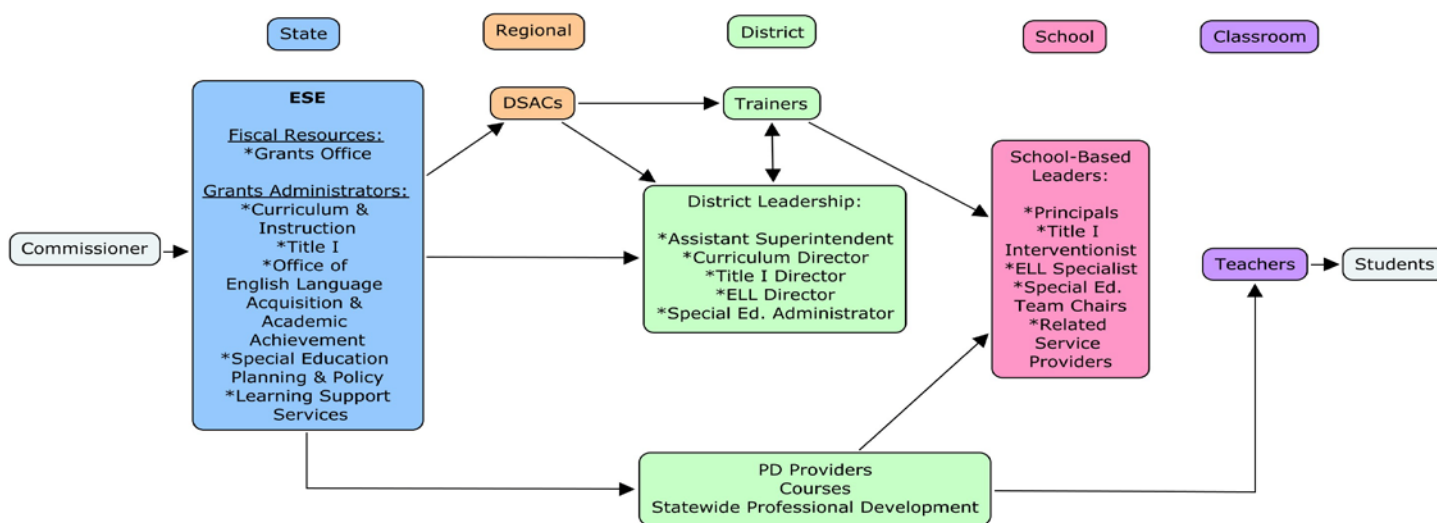 State
Regional
District
School
Classroom
ESE
Fiscal Resources:
*Grants Office
Grants Administrators:
*Curriculum &
Instruction
*Title I
*Office of
English Language
Acquisition &
Academic
Achievement
*Special Education
Planning & Policy
*Learning Support
Services
Commissioner
DSACs
Trainers
District Leadership:
*Assistant Superintendent
*Curriculum Director
*Title I Director
*ELL Director
*Special Ed. Administrator
School-Based
Leaders:
*Principals
*Title I
Interventionist
*ELL Specialist
*Special Ed.
Team Chairs
*Related
Service
Providers
Teachers
Students
PD Providers
Courses
Statewide Professional Development